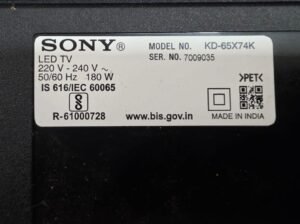 SONY®
MODEL NO. KD-65X74K
LED TV
SER. NO. 7009035
220 V - 240 V ~
50/60 Hz 180 W
>PET<
IS 616/IEC 60065
R-61000728
www.bis.gov.in
MADE IN INDIA